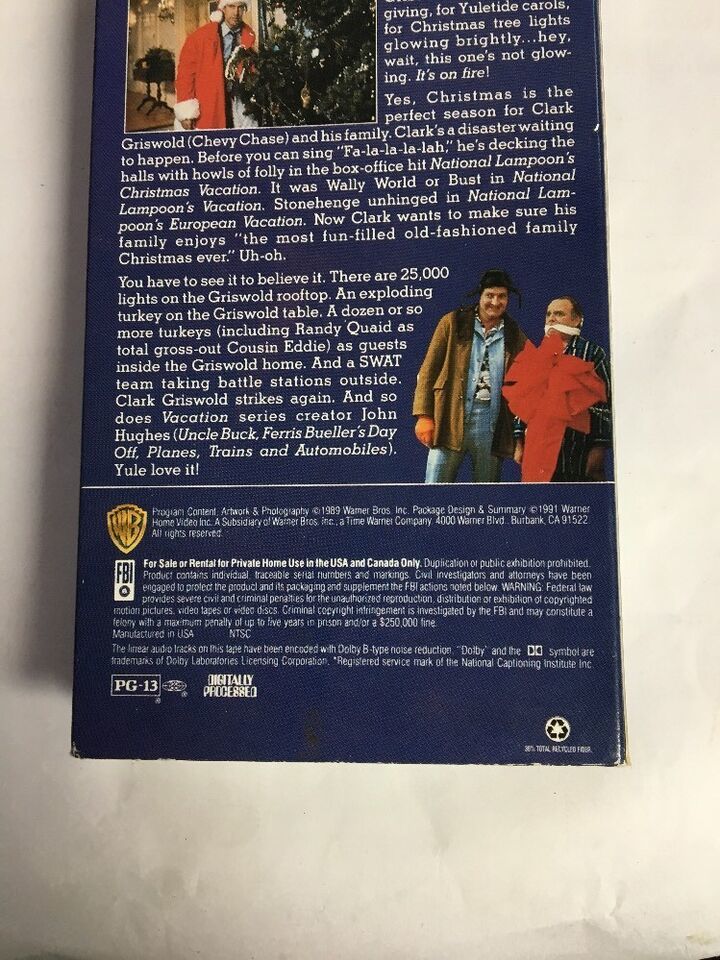 giving, for Yuletide carols,
for Christmas tree lights
glowing brightly...hey,
wait, this one's not glow-
ing. It's on fire!
Yes, Christmas is the
perfect season for Clark
Griswold (Chevy Chase) and his family. Clark's a disaster waiting
to happen. Before you can sing "Fa-la-la-la-lah," he's decking the
halls with howls of folly in the box-office hit National Lampoon's
Christmas Vacation. It was Wally World or Bust in National
Lampoon's Vacation. Stonehenge unhinged in National Lam-
poon's European Vacation. Now Clark wants to make sure his
family enjoys "the most fun-filled old-fashioned family
Christmas ever." Uh-oh.
You have to see it to believe it. There are 25,000
lights on the Griswold rooftop. An exploding
turkey on the Griswold table. A dozen or so
more turkeys (including Randy Quaid as
total gross-out Cousin Eddie) as guests
inside the Griswold home. And a SWAT
team taking battle stations outside.
Clark Griswold strikes again. And so
does Vacation series creator John
Hughes (Uncle Buck, Ferris Bueller's Day
Off, Planes, Trains and Automobiles).
Yule love it!
WB
Program Content, Artwork & Photography ©1989 Warner Bros. Inc. Package Design & Summary ©1991 Warner
Home Video Inc. A Subsidiary of Warner Bros. Inc., a Time Warner Company. 4000 Warner Blvd., Burbank, CA 91522.
All rights reserved.
FBI
For Sale or Rental for Private Home Use in the USA and Canada Only. Duplication or public exhibition prohibited.
Product contains individual, traceable serial numbers and markings. Civil investigators and attorneys have been
engaged to protect the product and its packaging and supplement the FBI actions noted below. WARNING: Federal law
provides severe civil and criminal penalties for the unauthorized reproduction, distribution or exhibition of copyrighted
motion pictures, video tapes or video discs. Criminal copyright infringement is investigated by the FBI and may constitute a
felony with a maximum penalty of up to five years in prison and/or a $250,000 fine.
Manufactured in USA NTSC
The linear audio tracks on this tape have been encoded with Dolby B-type noise reduction. "Dolby" and the DD symbol are
trademarks of Dolby Laboratories Licensing Corporation. *Registered service mark of the National Captioning Institute Inc.
PG-13 ® DIGITALLY
PROCESSED
TOTAL RECYCLED FIBER